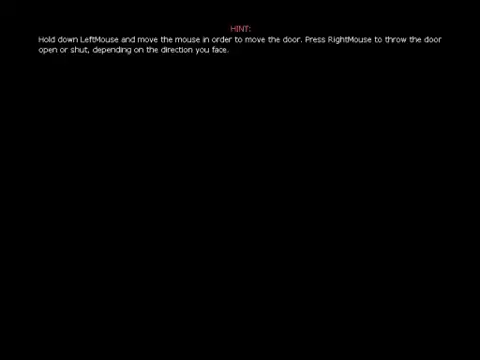 HINT:
Hold down LeftMouse and move the mouse in order to move the door. Press RightMouse to throw the door
open or shut, depending on the direction you face.